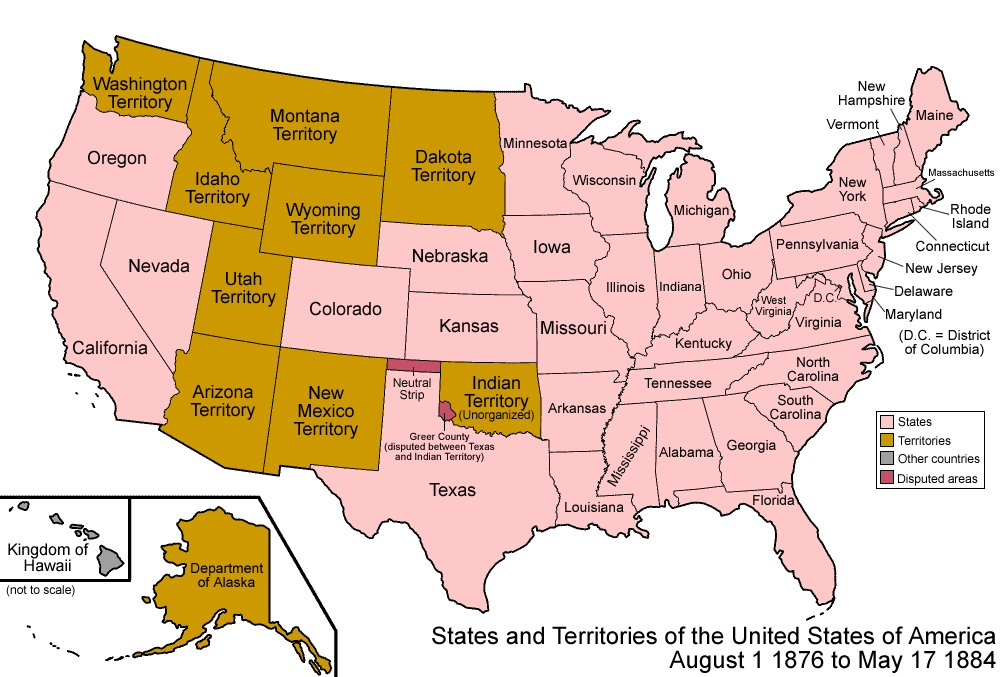 Washington
Territory
Montana
Territory
Dakota
Territory
Minnesota
New
Hampshire
Maine
Vermont
Oregon
Idaho
Territory
Wyoming
Territory
Wisconsin
Michigan
New
York
Massachusetts
Rhode
Island
Connecticut
New Jersey
Delaware
Maryland
(D.C. = District
of Columbia)
Nevada
Utah
Territory
Colorado
Nebraska
Iowa
Illinois
Indiana
Ohio
Pennsylvania
West
Virginia
D.C.
Virginia
California
Kansas
Missouri
Kentucky
Arizona
Territory
New
Mexico
Territory
Neutral
Strip
Indian
Territory
(Unorganized)
Greer County
(disputed between Texas
and Indian Territory)
Arkansas
Tennessee
North
Carolina
South
Carolina
Mississippi
Alabama
Georgia
Texas
Louisiana
Florida
States
Territories
Other countries
Disputed areas
Kingdom of
Hawaii
(not to scale)
Department
of Alaska
States and Territories of the United States of America
August 1 1876 to May 17 1884